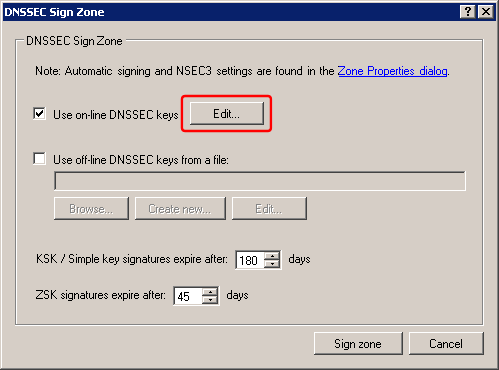 DNSSEC Sign Zone
DNSSEC Sign Zone
Note: Automatic signing and NSEC3 settings are found in the Zone Properties dialog.
Use on-line DNSSEC keys Edit...
Use off-line DNSSEC keys from a file:
Browse... Create new... Edit...
KSK / Simple key signatures expire after: 180 days
ZSK signatures expire after: 45 days
Sign zone Cancel